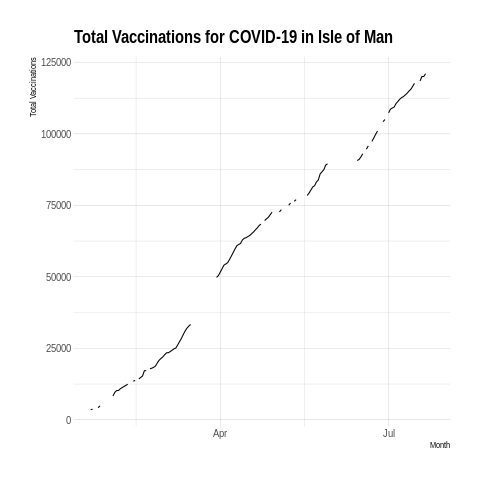 Total Vaccinations for COVID-19 in Isle of Man
Total Vaccinations
125000
100000
75000
50000
25000
0
Apr
Jul
Month